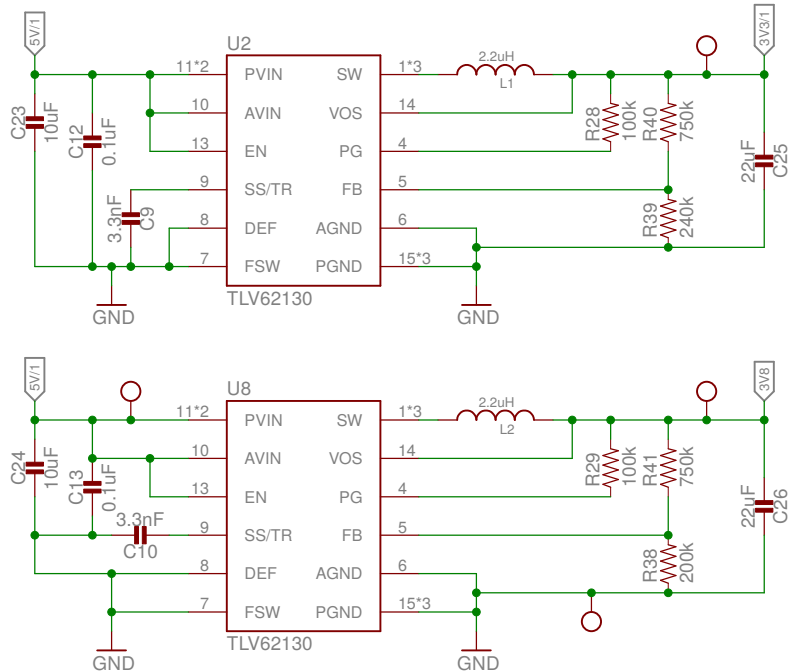 5V/1
3V3/1
U2
2.2uH
L1
11*2 PVIN SW 1*3
10 AVIN VOS 14
13 EN PG 4
9 SS/TR FB 5
8 DEF AGND 6
7 FSW PGND 15*3
C23
10uF
C12
0.1uF
3.3nF
C9
R28
100k
R40
750k
R39
240k
22uF
C25
GND
TLV62130
GND
5V/1
3V8
U8
2.2uH
L2
11*2 PVIN SW 1*3
10 AVIN VOS 14
13 EN PG 4
9 SS/TR FB 5
8 DEF AGND 6
7 FSW PGND 15*3
C24
10uF
C13
0.1uF
3.3nF
C10
R29
100k
R41
750k
R38
200k
22uF
C26
GND
TLV62130
GND